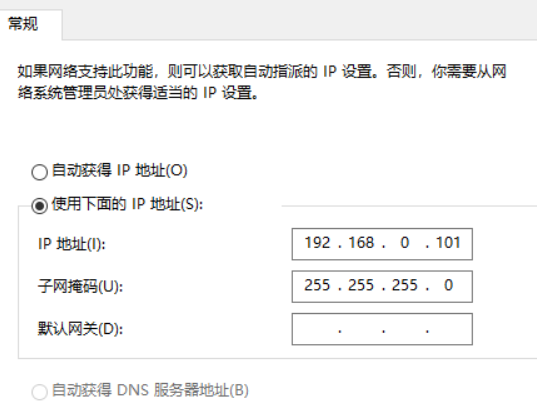 常规
如果网络支持此功能，则可以获取自动指派的 IP 设置。否则，你需要从网
络系统管理员处获得适当的 IP 设置。
自动获得 IP 地址(O)
使用下面的 IP 地址(S):
IP 地址(I): 192 . 168 . 0 . 101
子网掩码(U): 255 . 255 . 255 . 0
默认网关(D): . . .
自动获得 DNS 服务器地址(B)